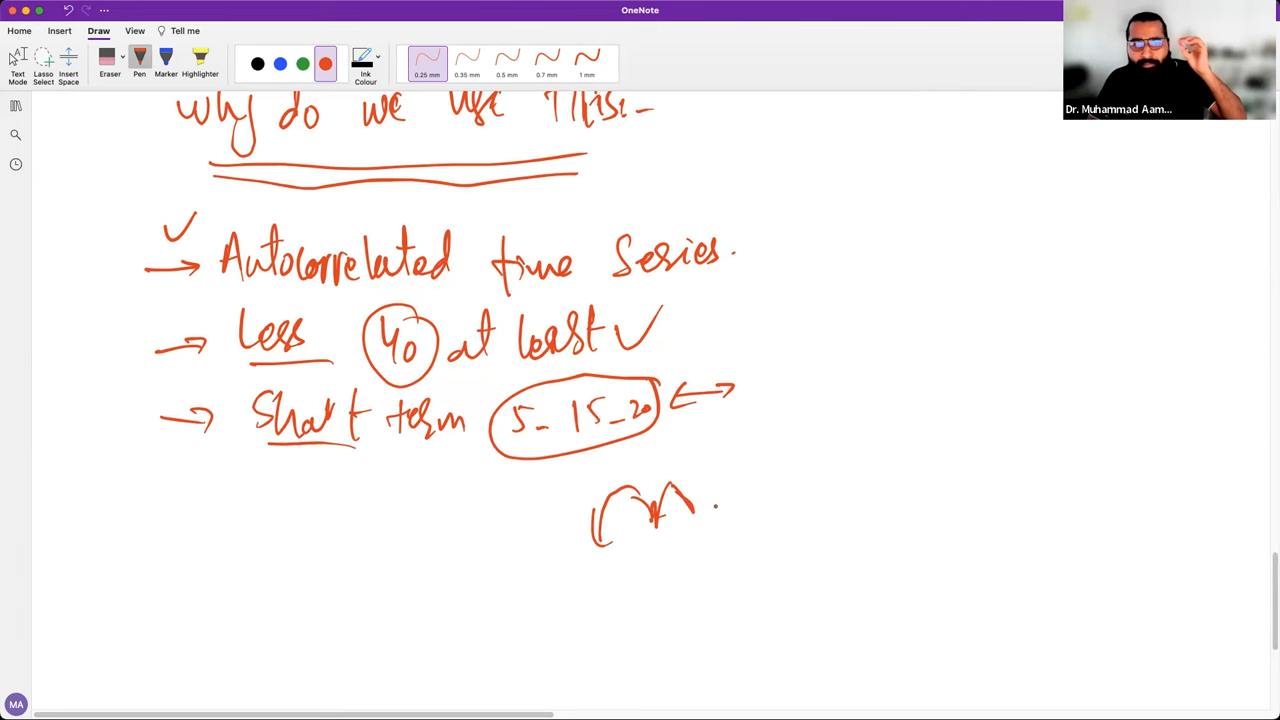 OneNote
Home Insert Draw View Tell me
Text Mode Lasso Select Insert Space Eraser Pen Marker Highlighter Ink Colour 0.25 mm 0.35 mm 0.5 mm 0.7 mm 1 mm
Dr. Muhammad Aam...
why do we use this-
→ Autocorrelated time Series.
→ Less 40 at least ✓
→ Short term 5- 15-20
MA